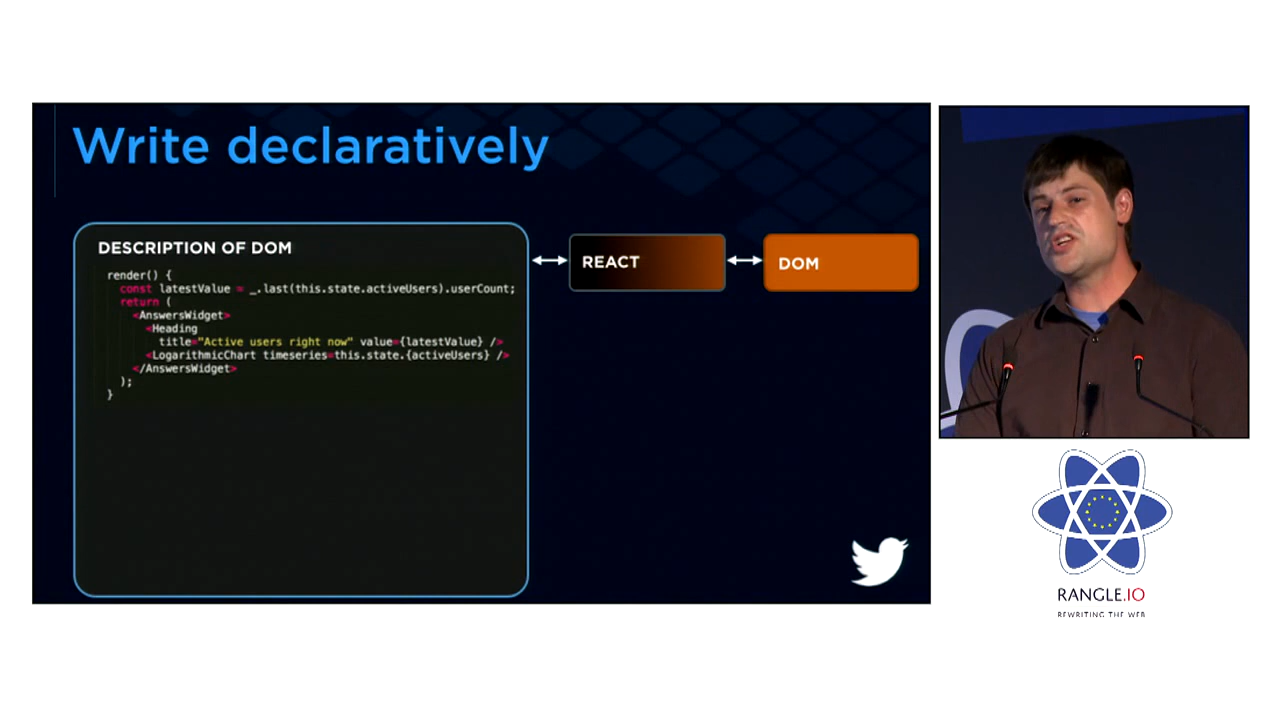 Write declaratively
DESCRIPTION OF DOM
render() {
const latestValue = _.last(this.state.activeUsers).userCount;
return (
<AnswersWidget>
<Heading
title="Active users right now" value={latestValue} />
<LogarithmicChart timeseries=this.state.{activeUsers} />
</AnswersWidget>
);
}
REACT
DOM
RANGLE.IO
REWRITING THE WEB